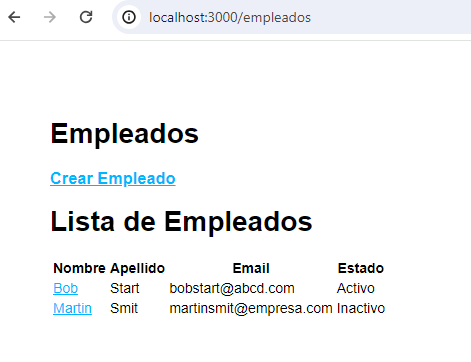 localhost:3000/empleados
Empleados
Crear Empleado
Lista de Empleados
Nombre Apellido Email Estado
Bob Start bobstart@abcd.com Activo
Martin Smit martinsmit@empresa.com Inactivo